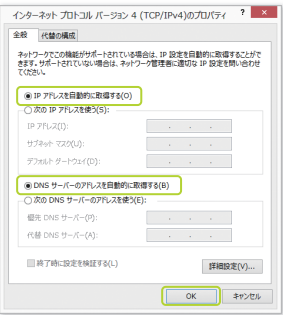 インターネット プロトコル バージョン 4 (TCP/IPv4)のプロパティ ? ×
全般 代替の構成
ネットワークでこの機能がサポートされている場合は、IP 設定を自動的に取得することがで
きます。サポートされていない場合は、ネットワーク管理者に適切な IP 設定を問い合わせ
てください。
IP アドレスを自動的に取得する(O)
次の IP アドレスを使う(S):
IP アドレス(I):
サブネット マスク(U):
デフォルト ゲートウェイ(D):
DNS サーバーのアドレスを自動的に取得する(B)
次の DNS サーバーのアドレスを使う(E):
優先 DNS サーバー(P):
代替 DNS サーバー(A):
終了時に設定を検証する(L)
詳細設定(V)...
OK キャンセル